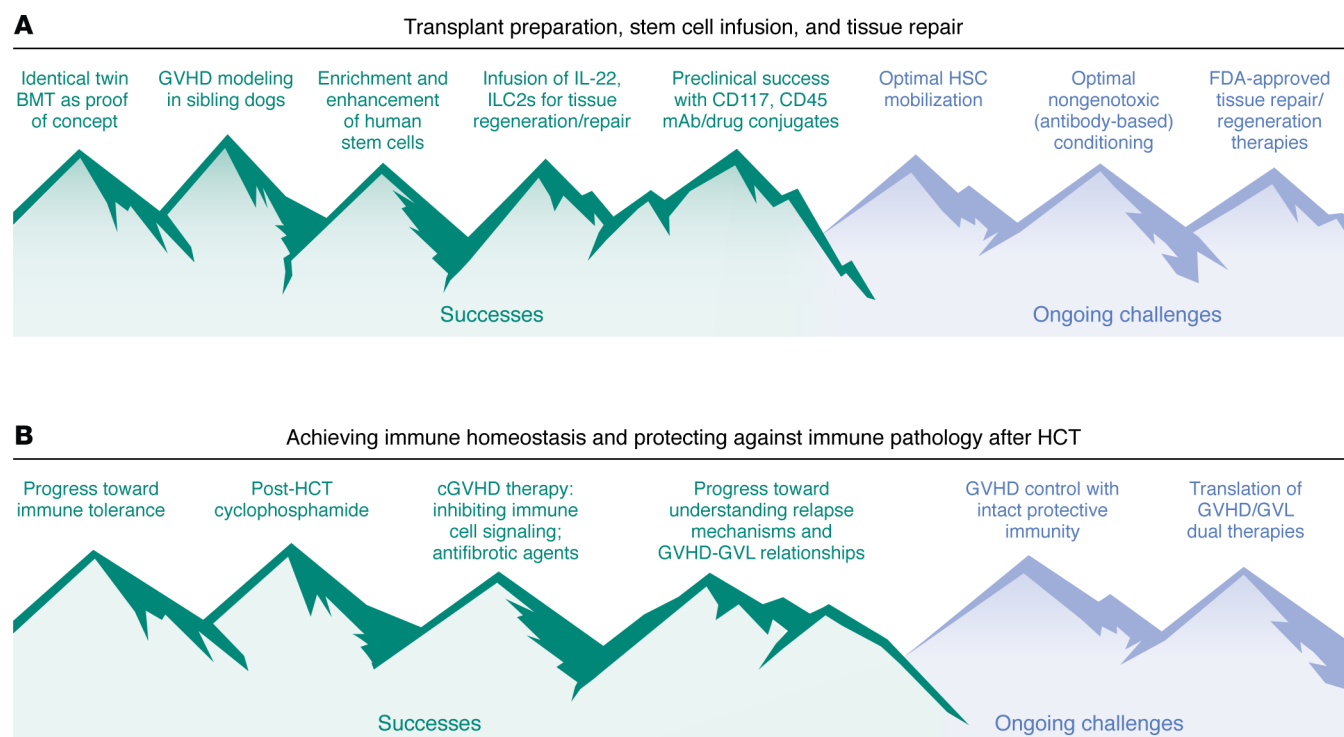 A
Transplant preparation, stem cell infusion, and tissue repair
Identical twin
BMT as proof
of concept
GVHD modeling
in sibling dogs
Enrichment and
enhancement
of human
stem cells
Infusion of IL-22,
ILC2s for tissue
regeneration/repair
Preclinical success
with CD117, CD45
mAb/drug conjugates
Optimal HSC
mobilization
Optimal
nongenotoxic
(antibody-based)
conditioning
FDA-approved
tissue repair/
regeneration
therapies
Successes
Ongoing challenges
B
Achieving immune homeostasis and protecting against immune pathology after HCT
Progress toward
immune tolerance
Post-HCT
cyclophosphamide
cGVHD therapy:
inhibiting immune
cell signaling;
antifibrotic agents
Progress toward
understanding relapse
mechanisms and
GVHD-GVL relationships
GVHD control with
intact protective
immunity
Translation of
GVHD/GVL
dual therapies
Successes
Ongoing challenges